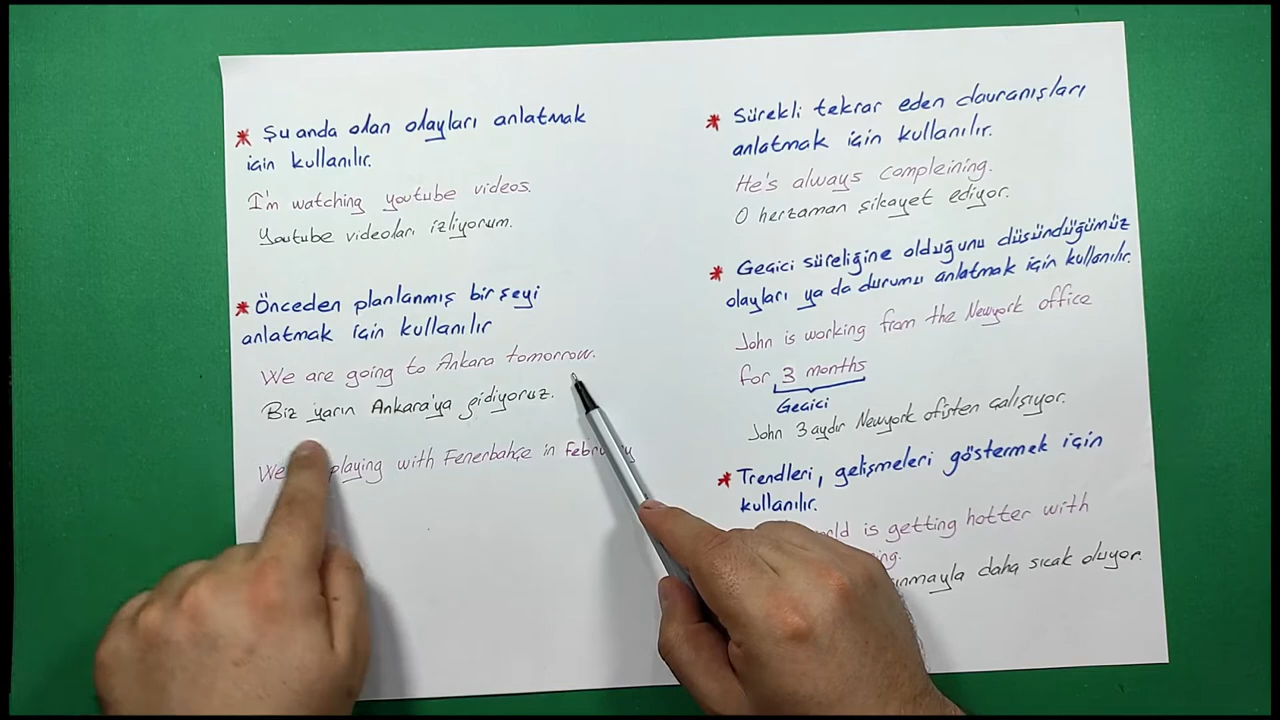 * Şu anda olan olayları anlatmak
için kullanılır.
I'm watching youtube videos.
Youtube videoları izliyorum.
* Önceden planlanmış bir şeyi
anlatmak için kullanılır
We are going to Ankara tomorrow.
Biz yarın Ankara'ya gidiyoruz.
We playing with Fenerbahçe in
* Sürekli tekrar eden davranışları
anlatmak için kullanılır.
He's always compleining.
O herzaman şikayet ediyor.
* Geçici süreliğine olduğunu düsündüğümüz
olayları ya da durumu anlatmak için kullanılır.
John is working from the Newyork office
for 3 months
Geçici
John 3 aydır Newyork ofisten çalışıyor.
* Trendleri, gelişmeleri göstermek için
kullanılır.
is getting hotter with
daha sıcak oluyor.